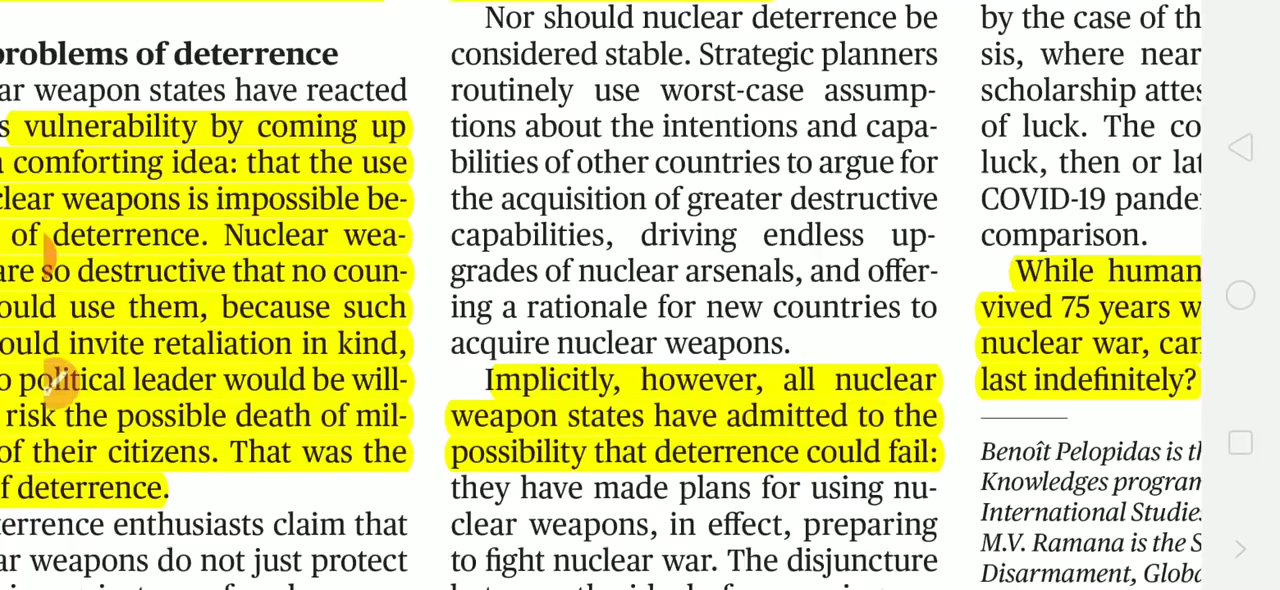 problems of deterrence
ar weapon states have reacted
s vulnerability by coming up
comforting idea: that the use
clear weapons is impossible be-
of deterrence. Nuclear wea-
are so destructive that no coun-
ould use them, because such
ould invite retaliation in kind,
o political leader would be will-
risk the possible death of mil-
of their citizens. That was the
f deterrence.
terrence enthusiasts claim that
ar weapons do not just protect
Nor should nuclear deterrence be
considered stable. Strategic planners
routinely use worst-case assump-
tions about the intentions and capa-
bilities of other countries to argue for
the acquisition of greater destructive
capabilities, driving endless up-
grades of nuclear arsenals, and offer-
ing a rationale for new countries to
acquire nuclear weapons.
Implicitly, however, all nuclear
weapon states have admitted to the
possibility that deterrence could fail:
they have made plans for using nu-
clear weapons, in effect, preparing
to fight nuclear war. The disjuncture
by the case of th
sis, where near
scholarship attes
of luck. The co
luck, then or lat
COVID-19 pande
comparison.
While human
vived 75 years w
nuclear war, can
last indefinitely?
Benoît Pelopidas is th
Knowledges program
International Studies
M.V. Ramana is the S
Disarmament, Globa